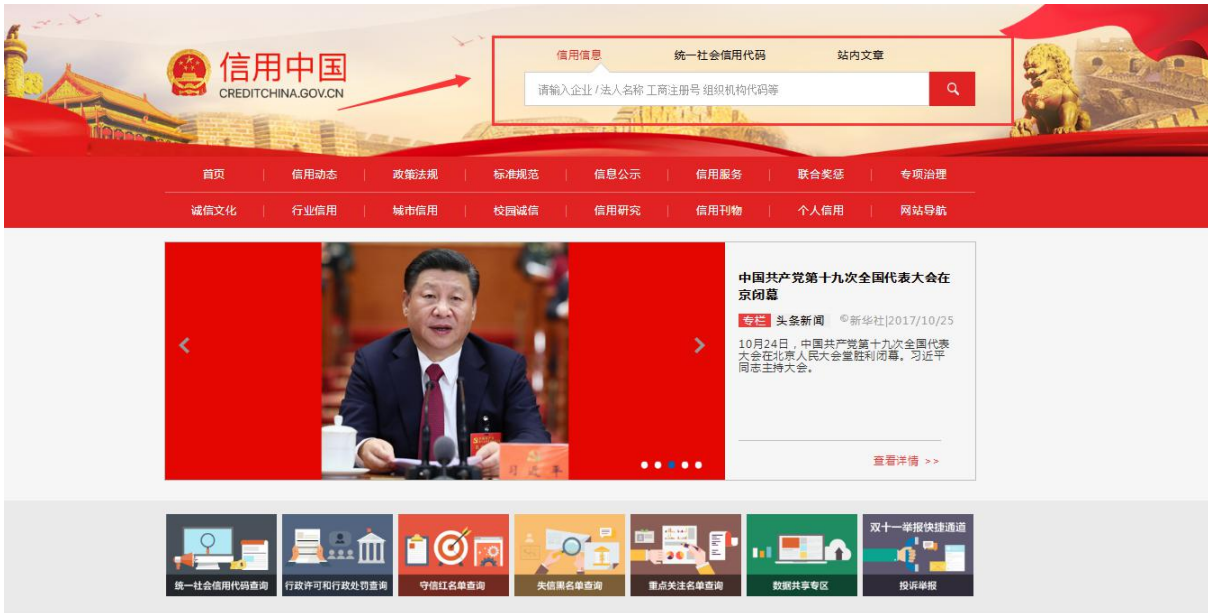 信用中国
CREDITCHINA.GOV.CN
信用信息 统一社会信用代码 站内文章
请输入企业/法人名称 工商注册号 组织机构代码等
首页 信用动态 政策法规 标准规范 信息公示 信用服务 联合奖惩 专项治理
诚信文化 行业信用 城市信用 校园诚信 信用研究 信用刊物 个人信用 网站导航
中国共产党第十九次全国代表大会在
京闭幕
专栏 头条新闻 ©新华社|2017/10/25
10月24日，中国共产党第十九次全国代表
大会在北京人民大会堂胜利闭幕。习近平
同志主持大会。
习近平
查看详情 >>
双十一举报快捷通道
统一社会信用代码查询 行政许可和行政处罚查询 守信红名单查询 失信黑名单查询 重点关注名单查询 数据共享专区 投诉举报